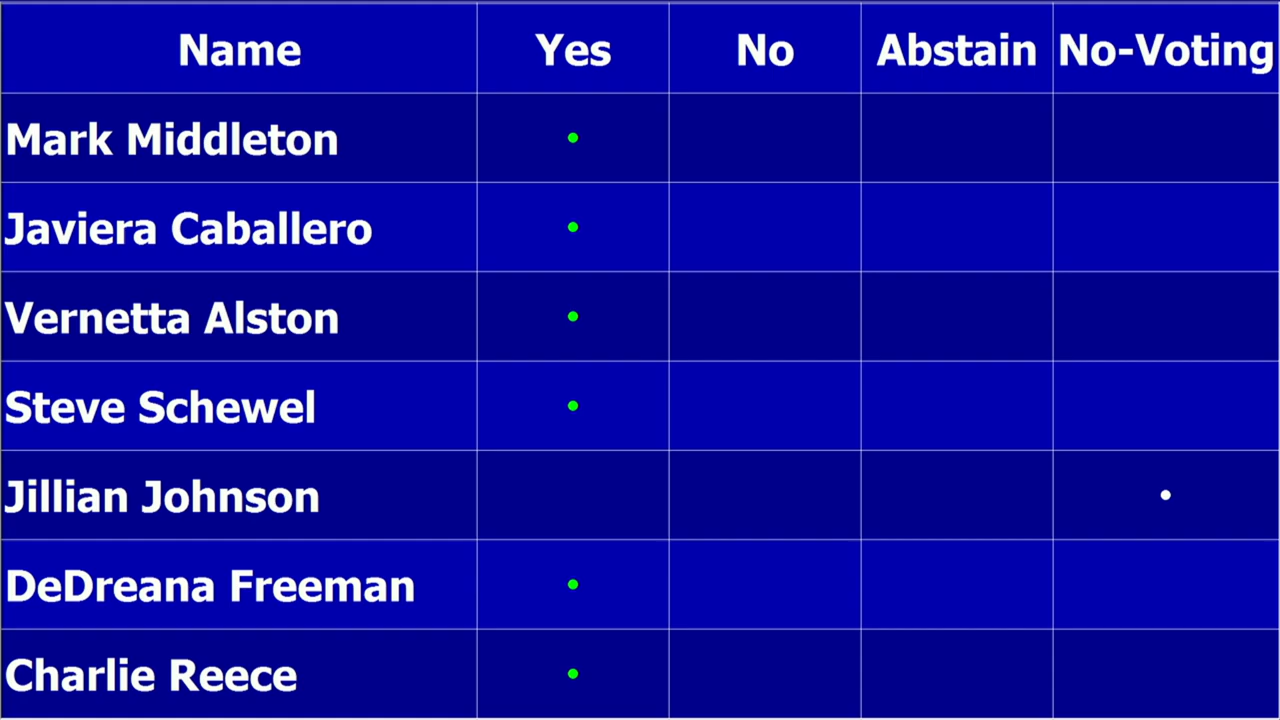 Name Yes No Abstain No-Voting
Mark Middleton
Javiera Caballero
Vernetta Alston
Steve Schewel
Jillian Johnson
DeDreana Freeman
Charlie Reece